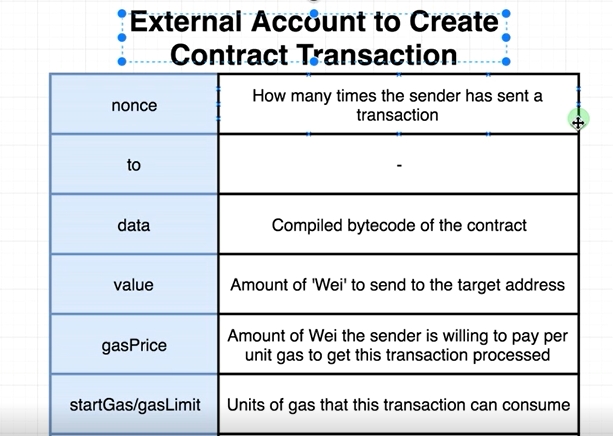 External Account to Create
Contract Transaction
nonce
How many times the sender has sent a
transaction
to
-
data
Compiled bytecode of the contract
value
Amount of 'Wei' to send to the target address
gasPrice
Amount of Wei the sender is willing to pay per
unit gas to get this transaction processed
startGas/gasLimit
Units of gas that this transaction can consume